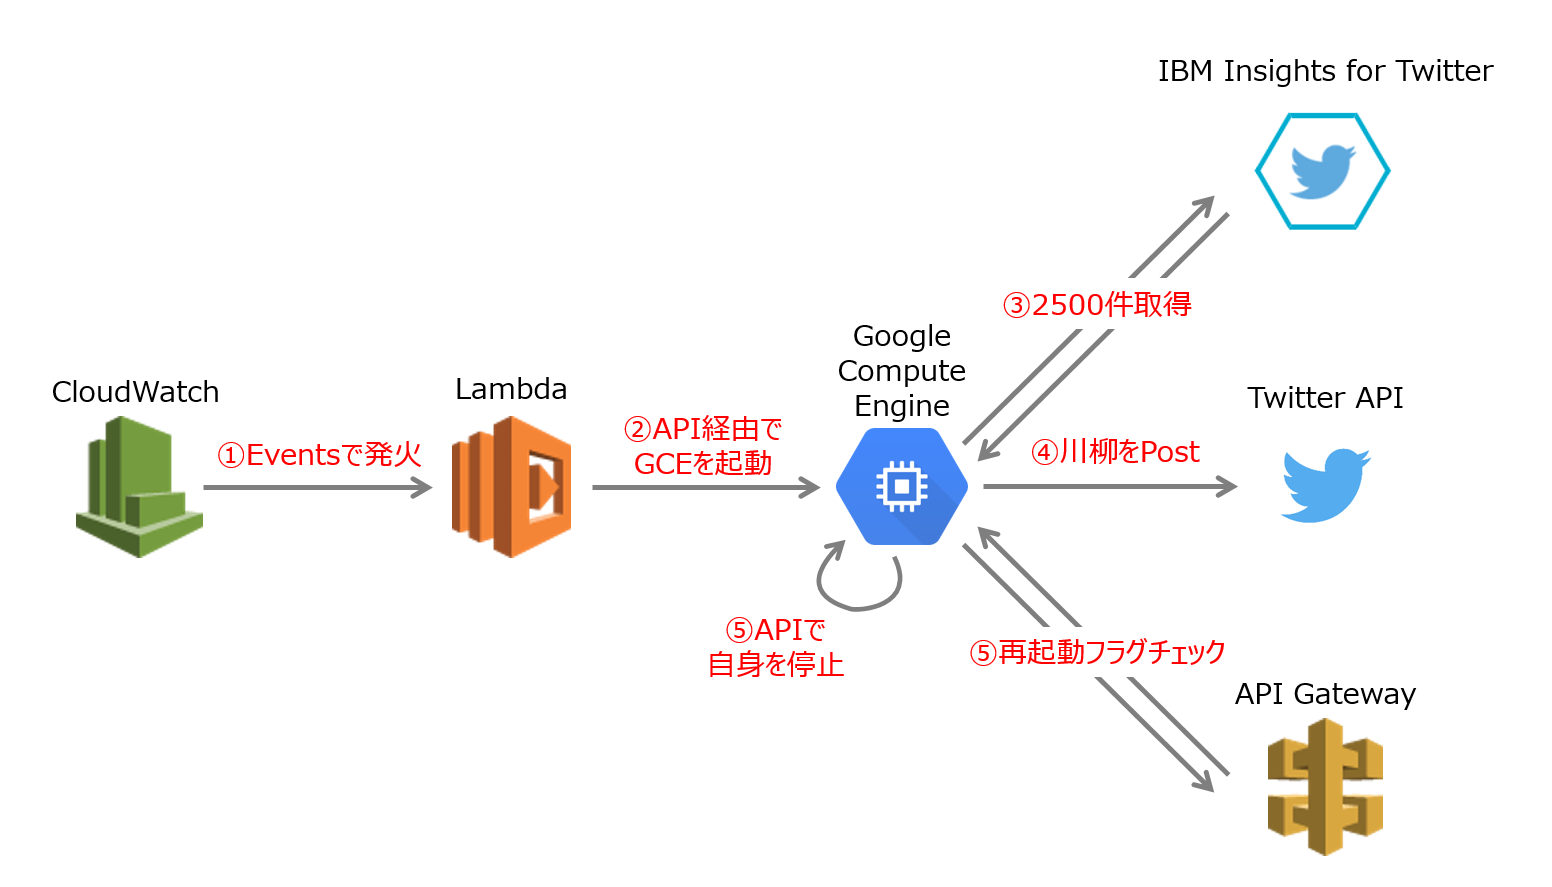 IBM Insights for Twitter
③2500件取得
Google
Compute
Engine
CloudWatch
Lambda
Twitter API
①Eventsで発火
②API経由で
GCEを起動
④川柳をPost
⑤APIで
自身を停止
⑤再起動フラグチェック
API Gateway